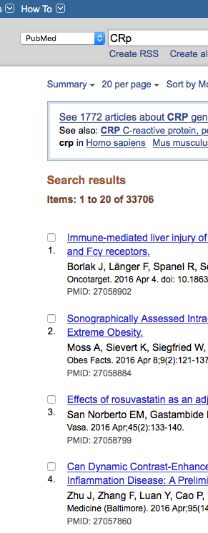 How To
PubMed CRp
Create RSS Create al
Summary 20 per page Sort by Mo
See 1772 articles about CRP gen
See also: CRP C-reactive protein, p
crp in Homo sapiens Mus musculu
Search results
Items: 1 to 20 of 33706
Immune-mediated liver injury of
1. and Fcγ receptors.
Borlak J, Länger F, Spanel R, S
Oncotarget. 2016 Apr 4. doi: 10.1863
PMID: 27058902
Sonographically Assessed Intra
2. Extreme Obesity.
Moss A, Sievert K, Siegfried W,
Obes Facts. 2016 Apr 8;9(2):121-137
PMID: 27058884
Effects of rosuvastatin as an adj
3. San Norberto EM, Gastambide
Vasa. 2016 Apr;45(2):133-140.
PMID: 27058799
Can Dynamic Contrast-Enhance
4. Inflammation Disease: A Prelimi
Zhu J, Zhang F, Luan Y, Cao P,
Medicine (Baltimore). 2016 Apr;95(14
PMID: 27057860